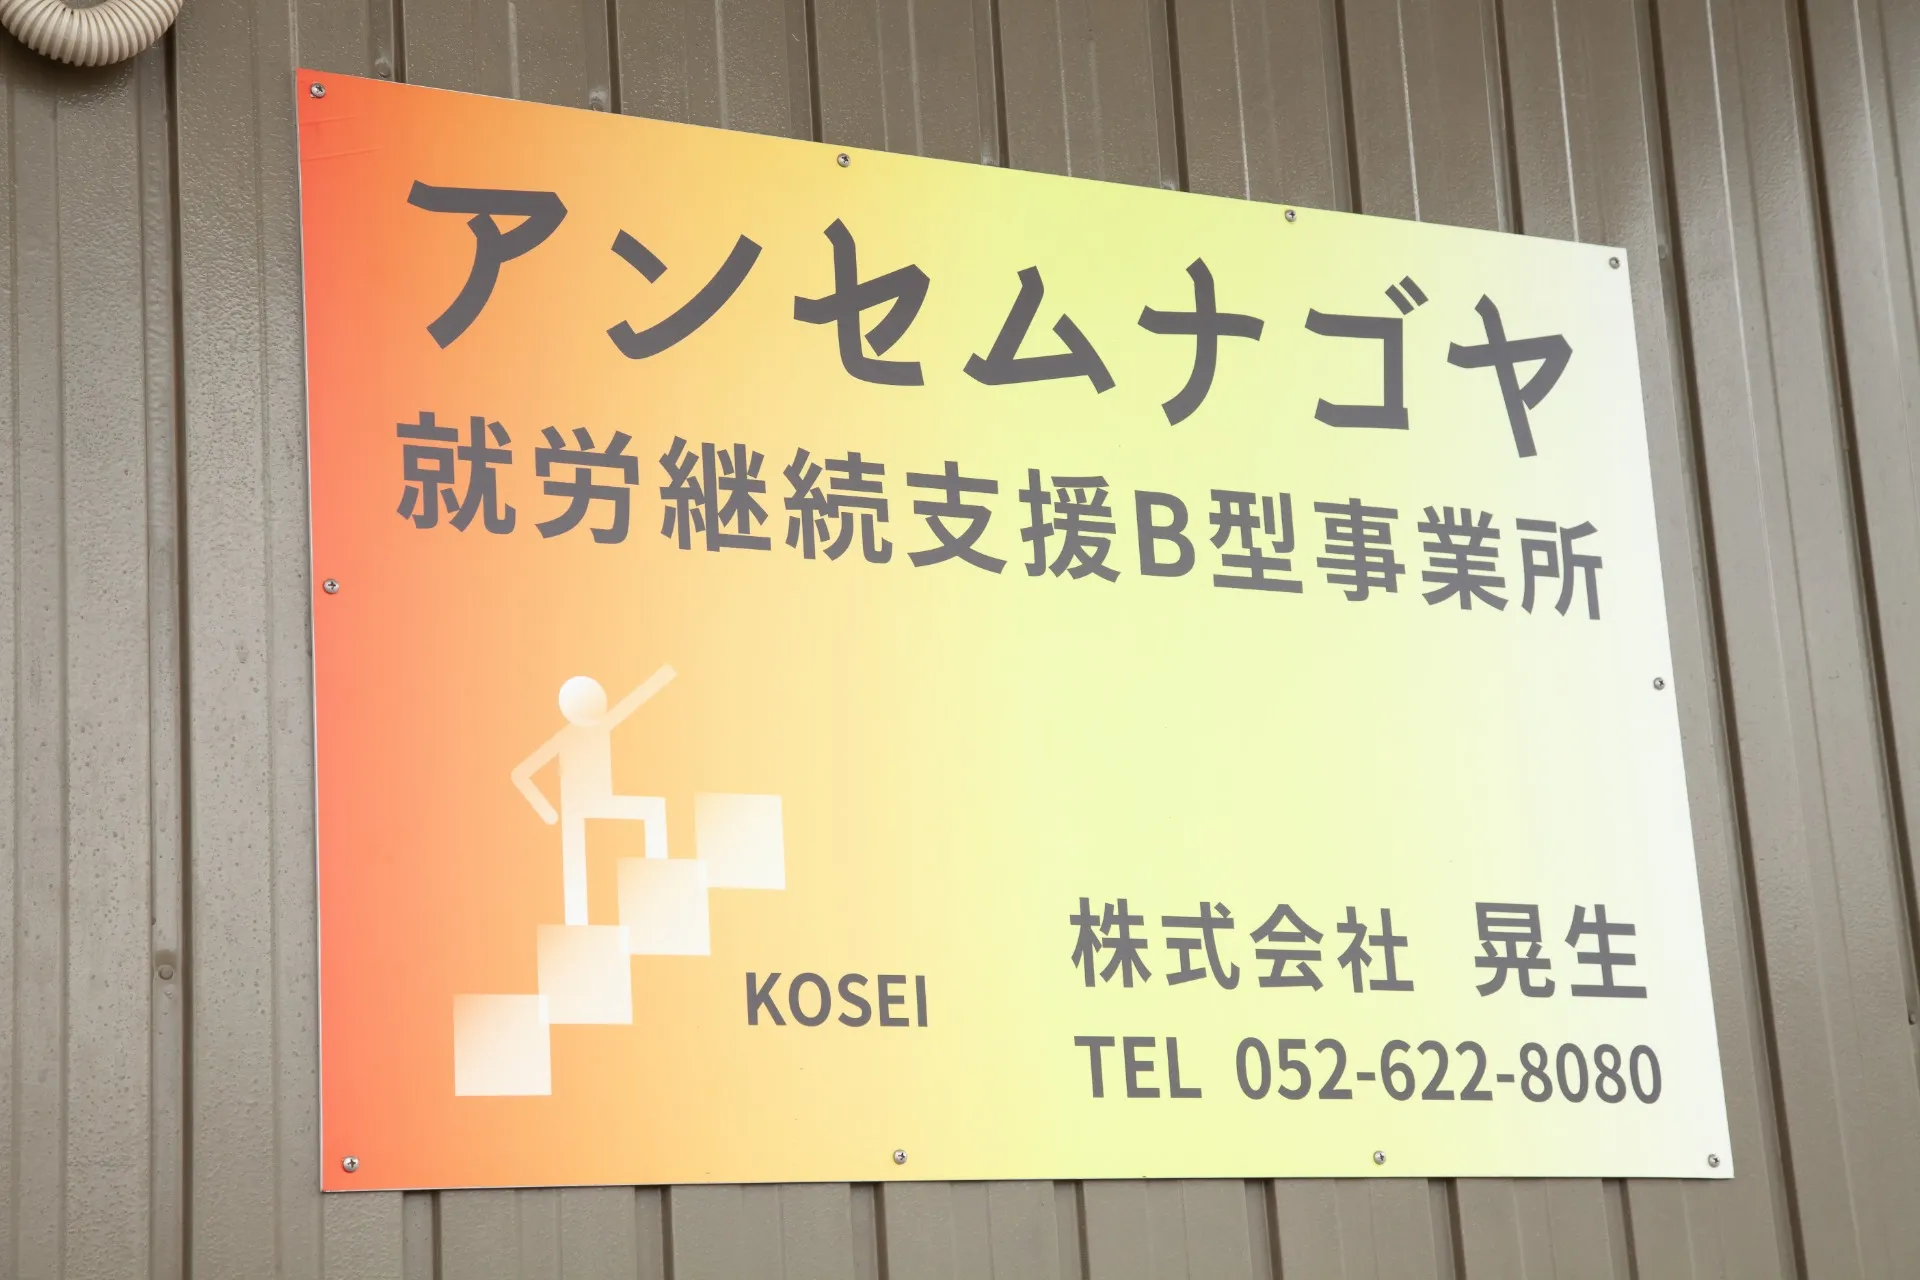 アンセムナゴヤ
就労継続支援B型事業所
KOSEI
株式会社 晃生
TEL 052-622-8080